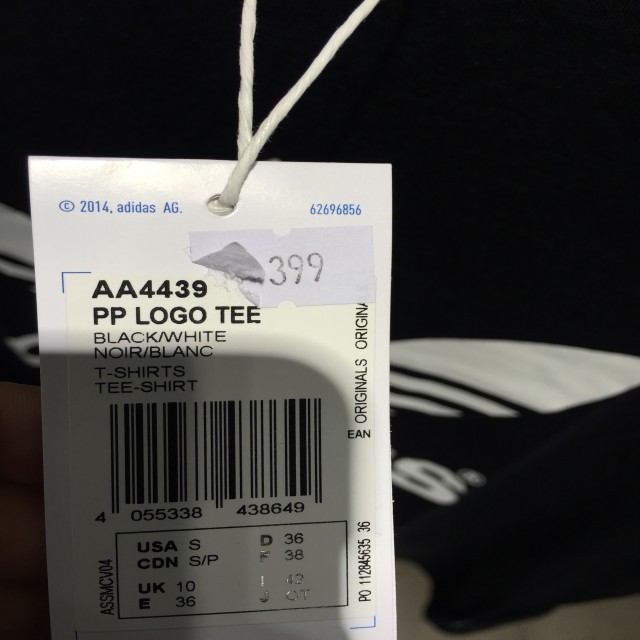 © 2014, adidas AG.
62696856
399
AA4439
PP LOGO TEE
BLACK/WHITE
NOIR/BLANC
T-SHIRTS
TEE-SHIRT
ORIGINALS ORIGINA
EAN
4 055338 438649
USA S D 36
CDN S/P F 38
UK 10 I 42
E 36 J OT
ASSMCV04
PO 112845635 36